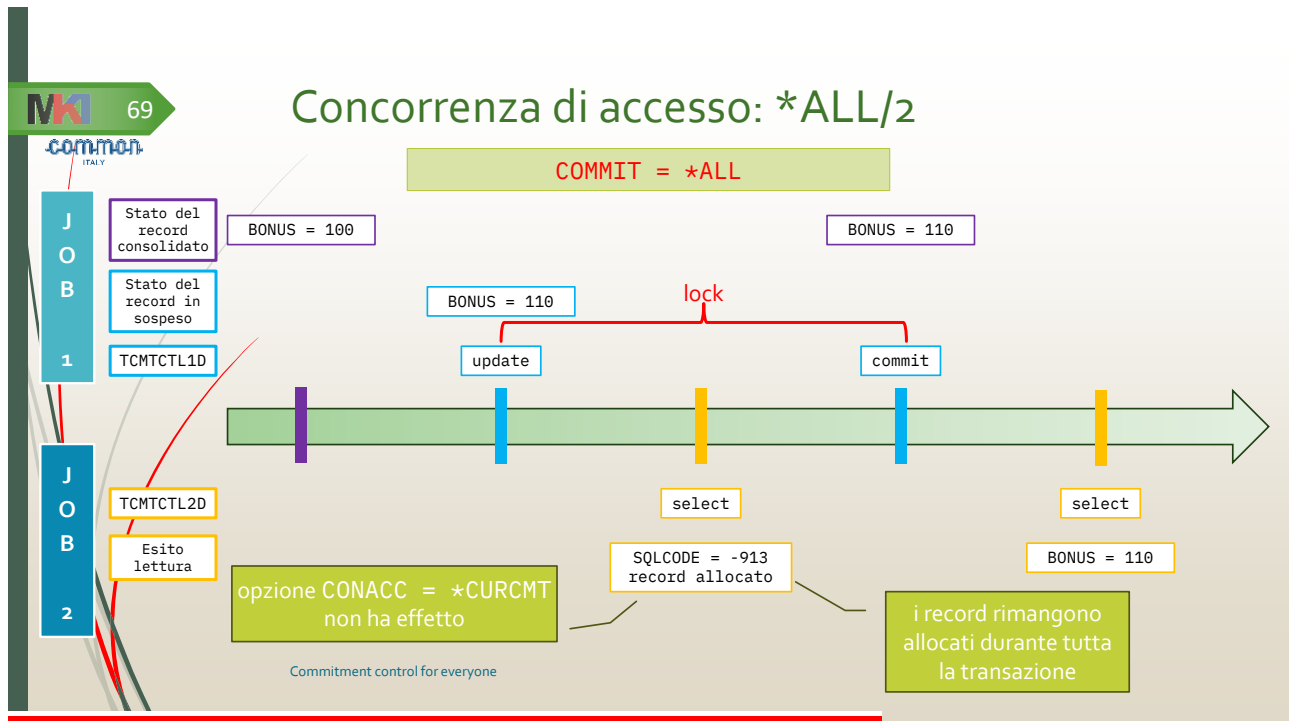 MK1
69
Concorrenza di accesso: *ALL/2
common
ITALY
COMMIT = *ALL
J
O
B
1
Stato del
record
consolidato
BONUS = 100
BONUS = 110
Stato del
record in
sospeso
BONUS = 110
lock
TCMTCTL1D
update
commit
J
O
B
2
TCMTCTL2D
select
select
Esito
lettura
SQLCODE = -913
record allocato
BONUS = 110
opzione CONACC = *CURCMT
non ha effetto
i record rimangono
allocati durante tutta
la transazione
Commitment control for everyone